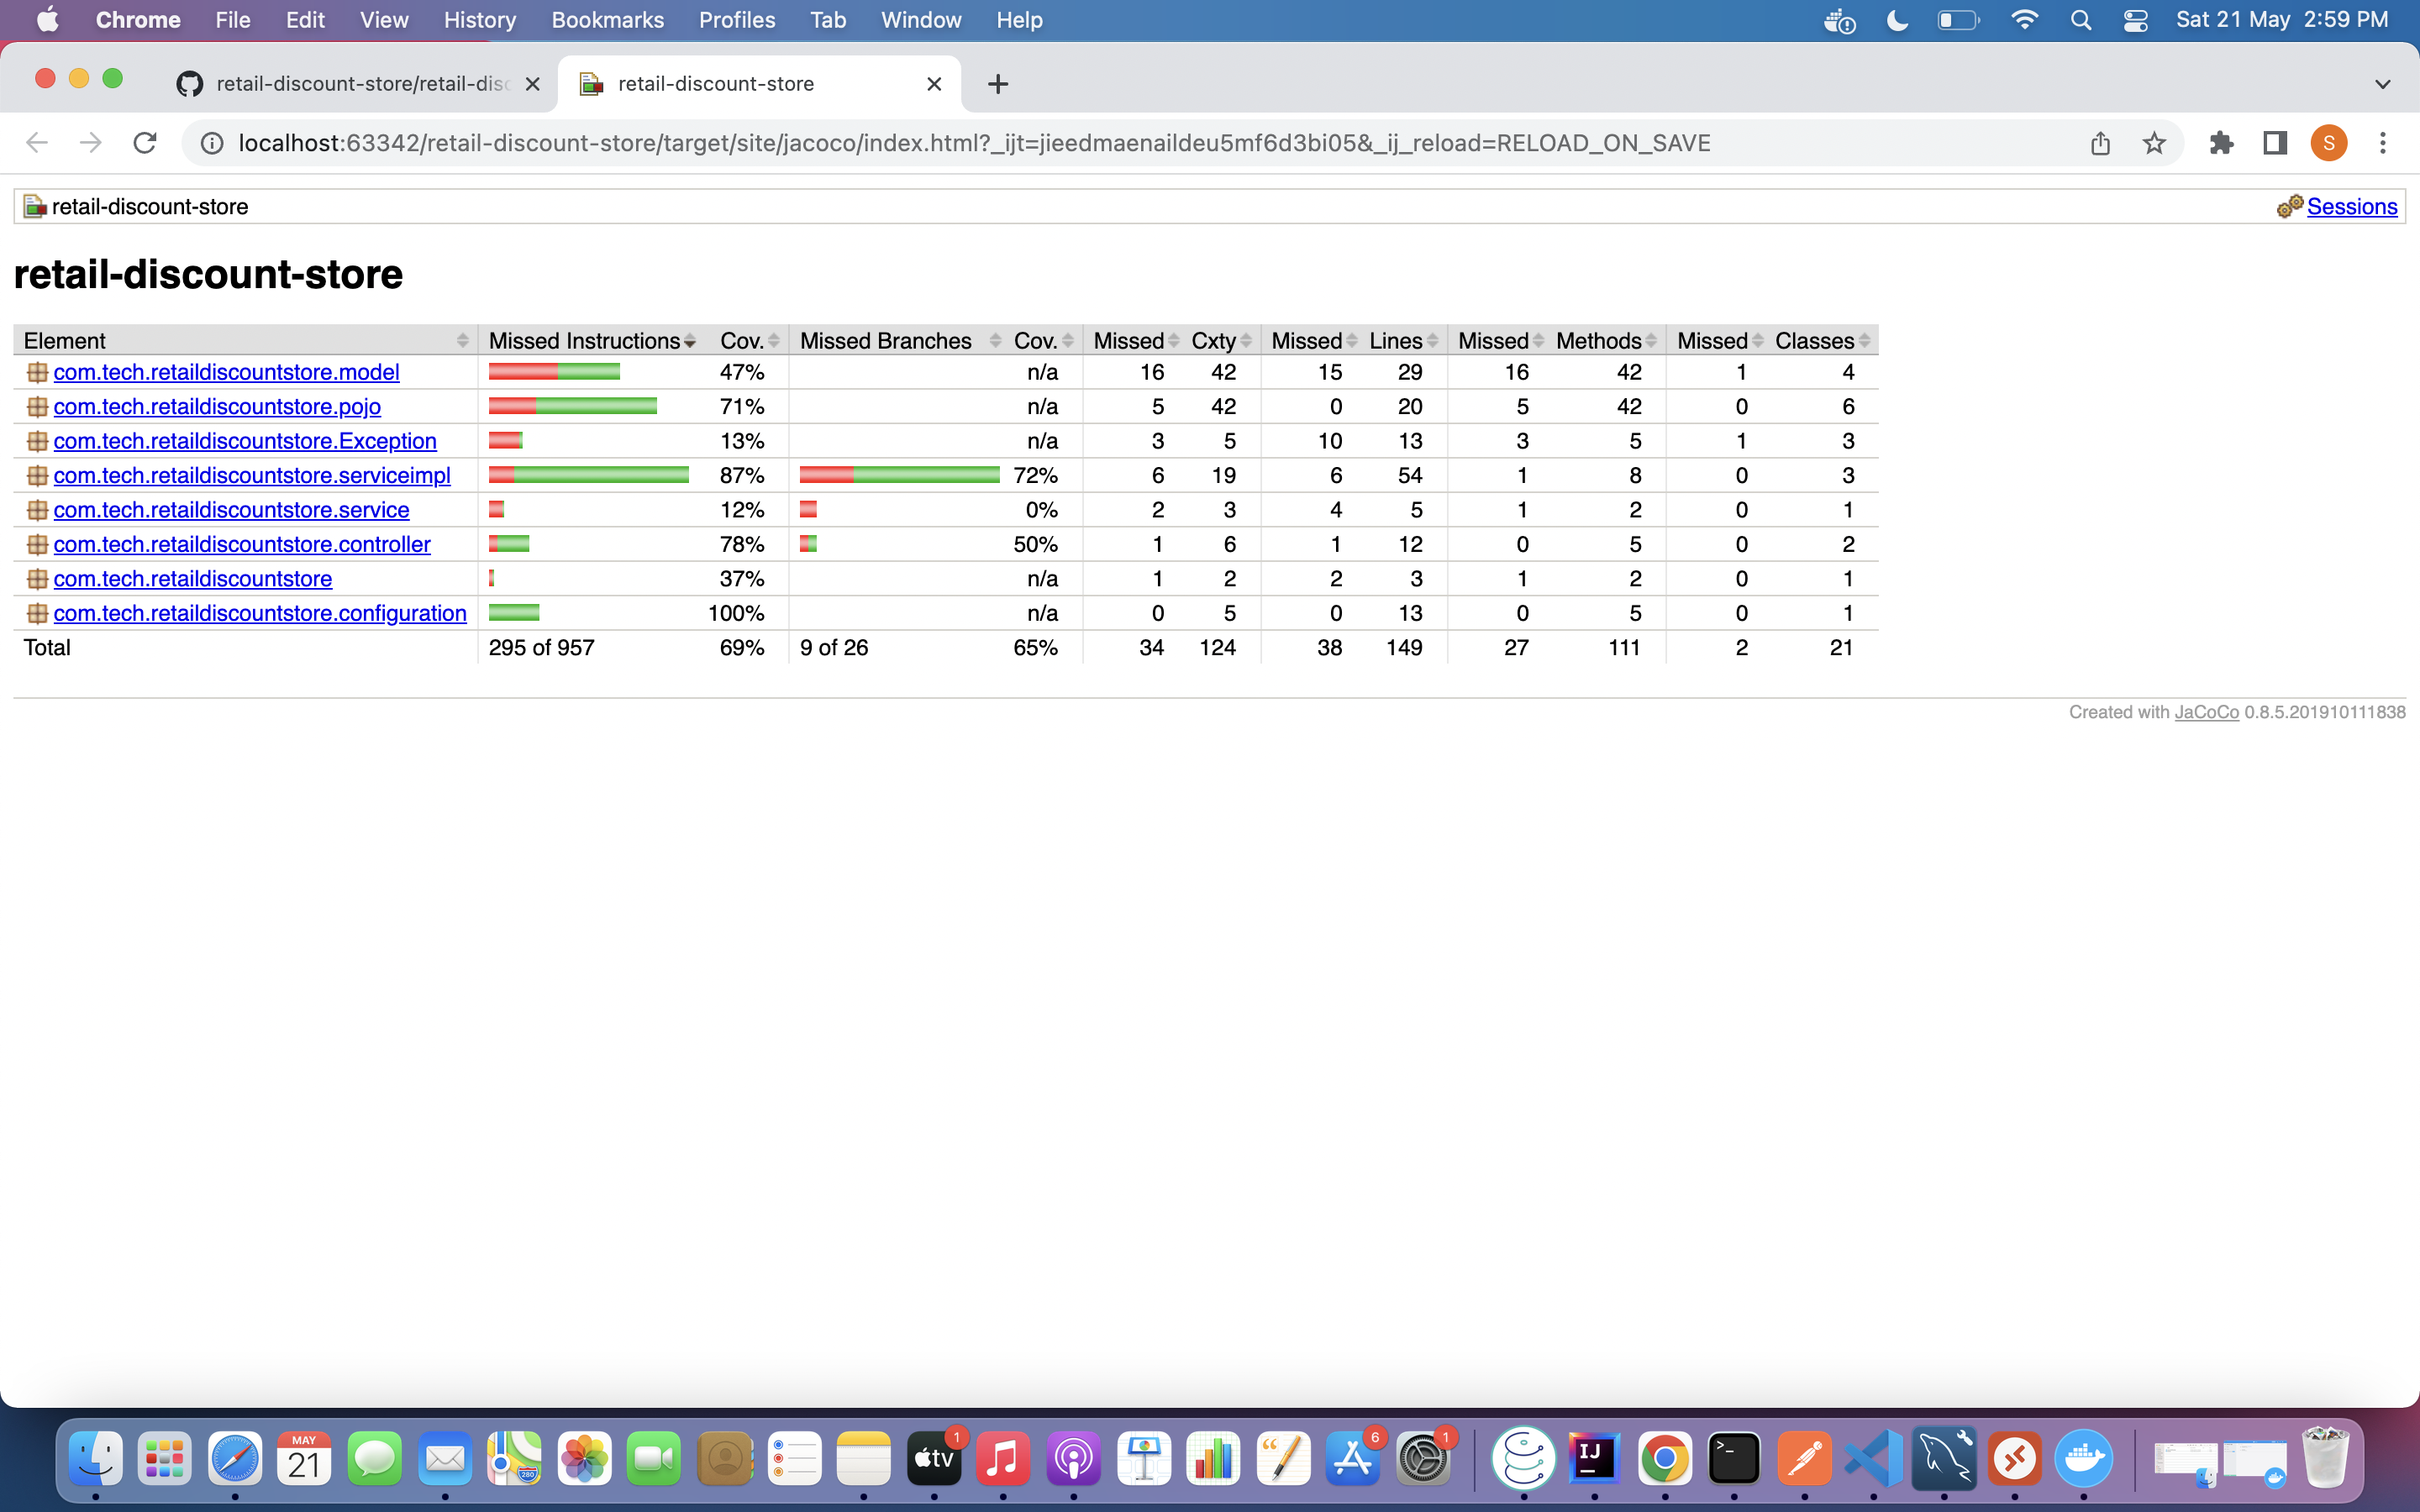 Chrome File Edit View History Bookmarks Profiles Tab Window Help Sat 21 May 2:59 PM
retail-discount-store/retail-disc retail-discount-store
localhost:63342/retail-discount-store/target/site/jacoco/index.html?_ijt=jieedmaenaildeu5mf6d3bi05&_ij_reload=RELOAD_ON_SAVE S
retail-discount-store Sessions
retail-discount-store
Element Missed Instructions Cov. Missed Branches Cov. Missed Cxty Missed Lines Missed Methods Missed Classes
com.tech.retaildiscountstore.model 47% n/a 16 42 15 29 16 42 1 4
com.tech.retaildiscountstore.pojo 71% n/a 5 42 0 20 5 42 0 6
com.tech.retaildiscountstore.Exception 13% n/a 3 5 10 13 3 5 1 3
com.tech.retaildiscountstore.serviceimpl 87% 72% 6 19 6 54 1 8 0 3
com.tech.retaildiscountstore.service 12% 0% 2 3 4 5 1 2 0 1
com.tech.retaildiscountstore.controller 78% 50% 1 6 1 12 0 5 0 2
com.tech.retaildiscountstore 37% n/a 1 2 2 3 1 2 0 1
com.tech.retaildiscountstore.configuration 100% n/a 0 5 0 13 0 5 0 1
Total 295 of 957 69% 9 of 26 65% 34 124 38 149 27 111 2 21
Created with JaCoCo 0.8.5.201910111838
MAY
21
280
tv
1
6
1
IJ